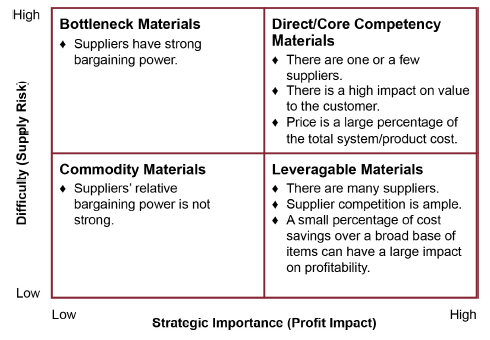 High
Difficulty (Supply Risk)
Low
Bottleneck Materials
♦ Suppliers have strong
bargaining power.
Direct/Core Competency
Materials
♦ There are one or a few
suppliers.
♦ There is a high impact on value
to the customer.
♦ Price is a large percentage of
the total system/product cost.
Commodity Materials
♦ Suppliers' relative
bargaining power is not
strong.
Leveragable Materials
♦ There are many suppliers.
♦ Supplier competition is ample.
♦ A small percentage of cost
savings over a broad base of
items can have a large impact
on profitability.
Low
Strategic Importance (Profit Impact)
High